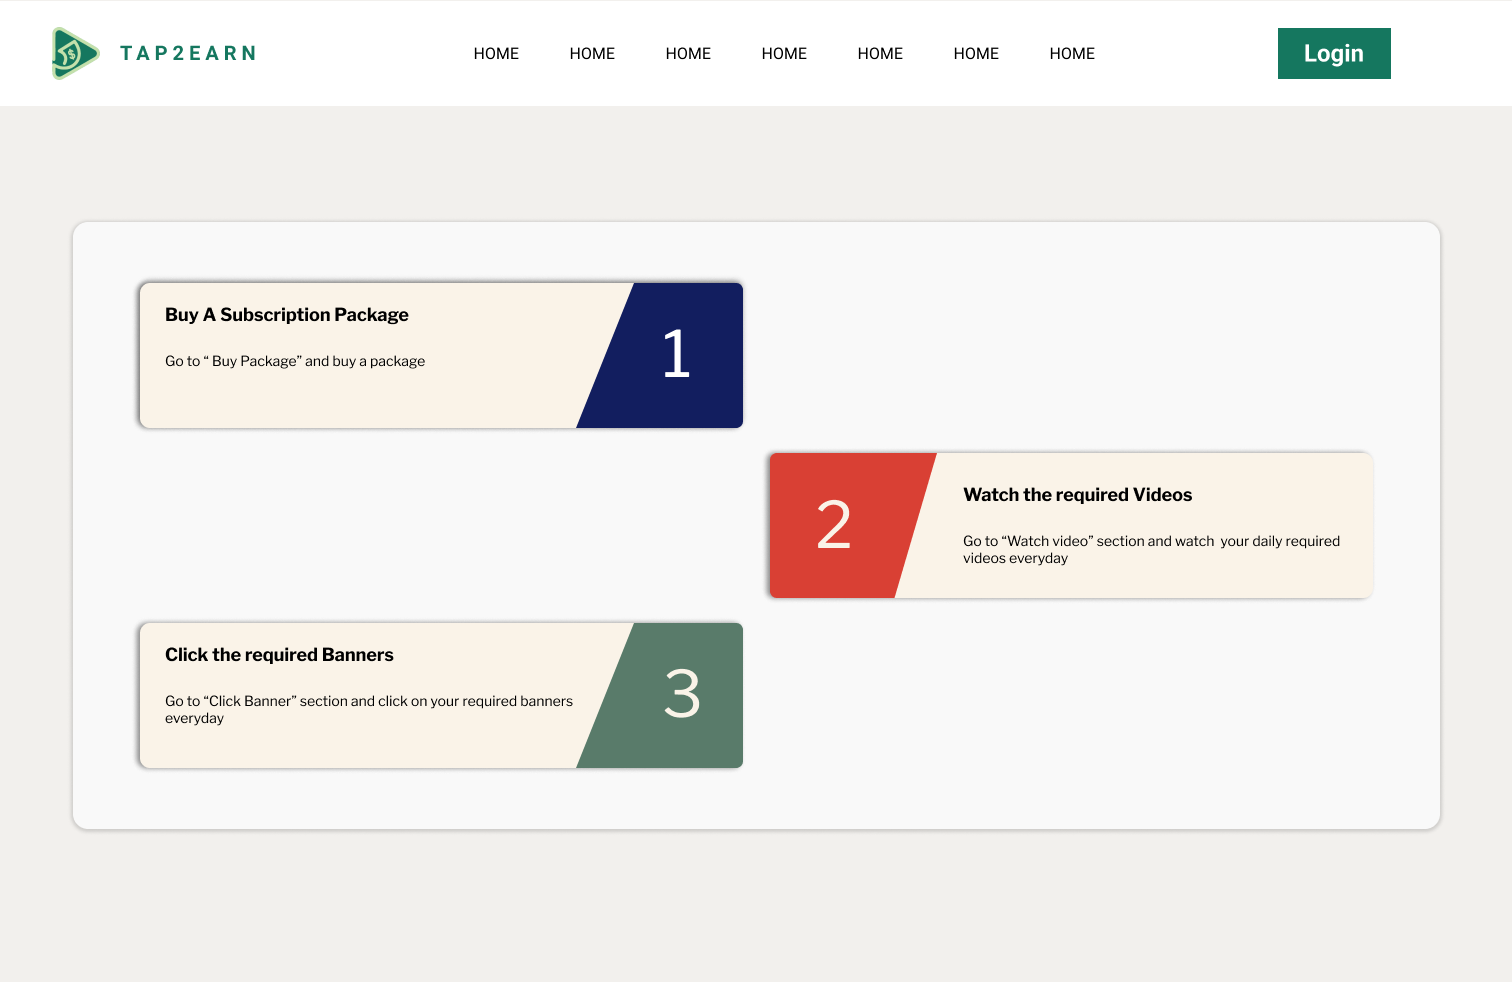 TAP2EARN
HOME HOME HOME HOME HOME HOME HOME
Login
Buy A Subscription Package
Go to “ Buy Package” and buy a package
1
2
Watch the required Videos
Go to “Watch video” section and watch  your daily required
videos everyday
Click the required Banners
Go to “Click Banner” section and click on your required banners
everyday
3